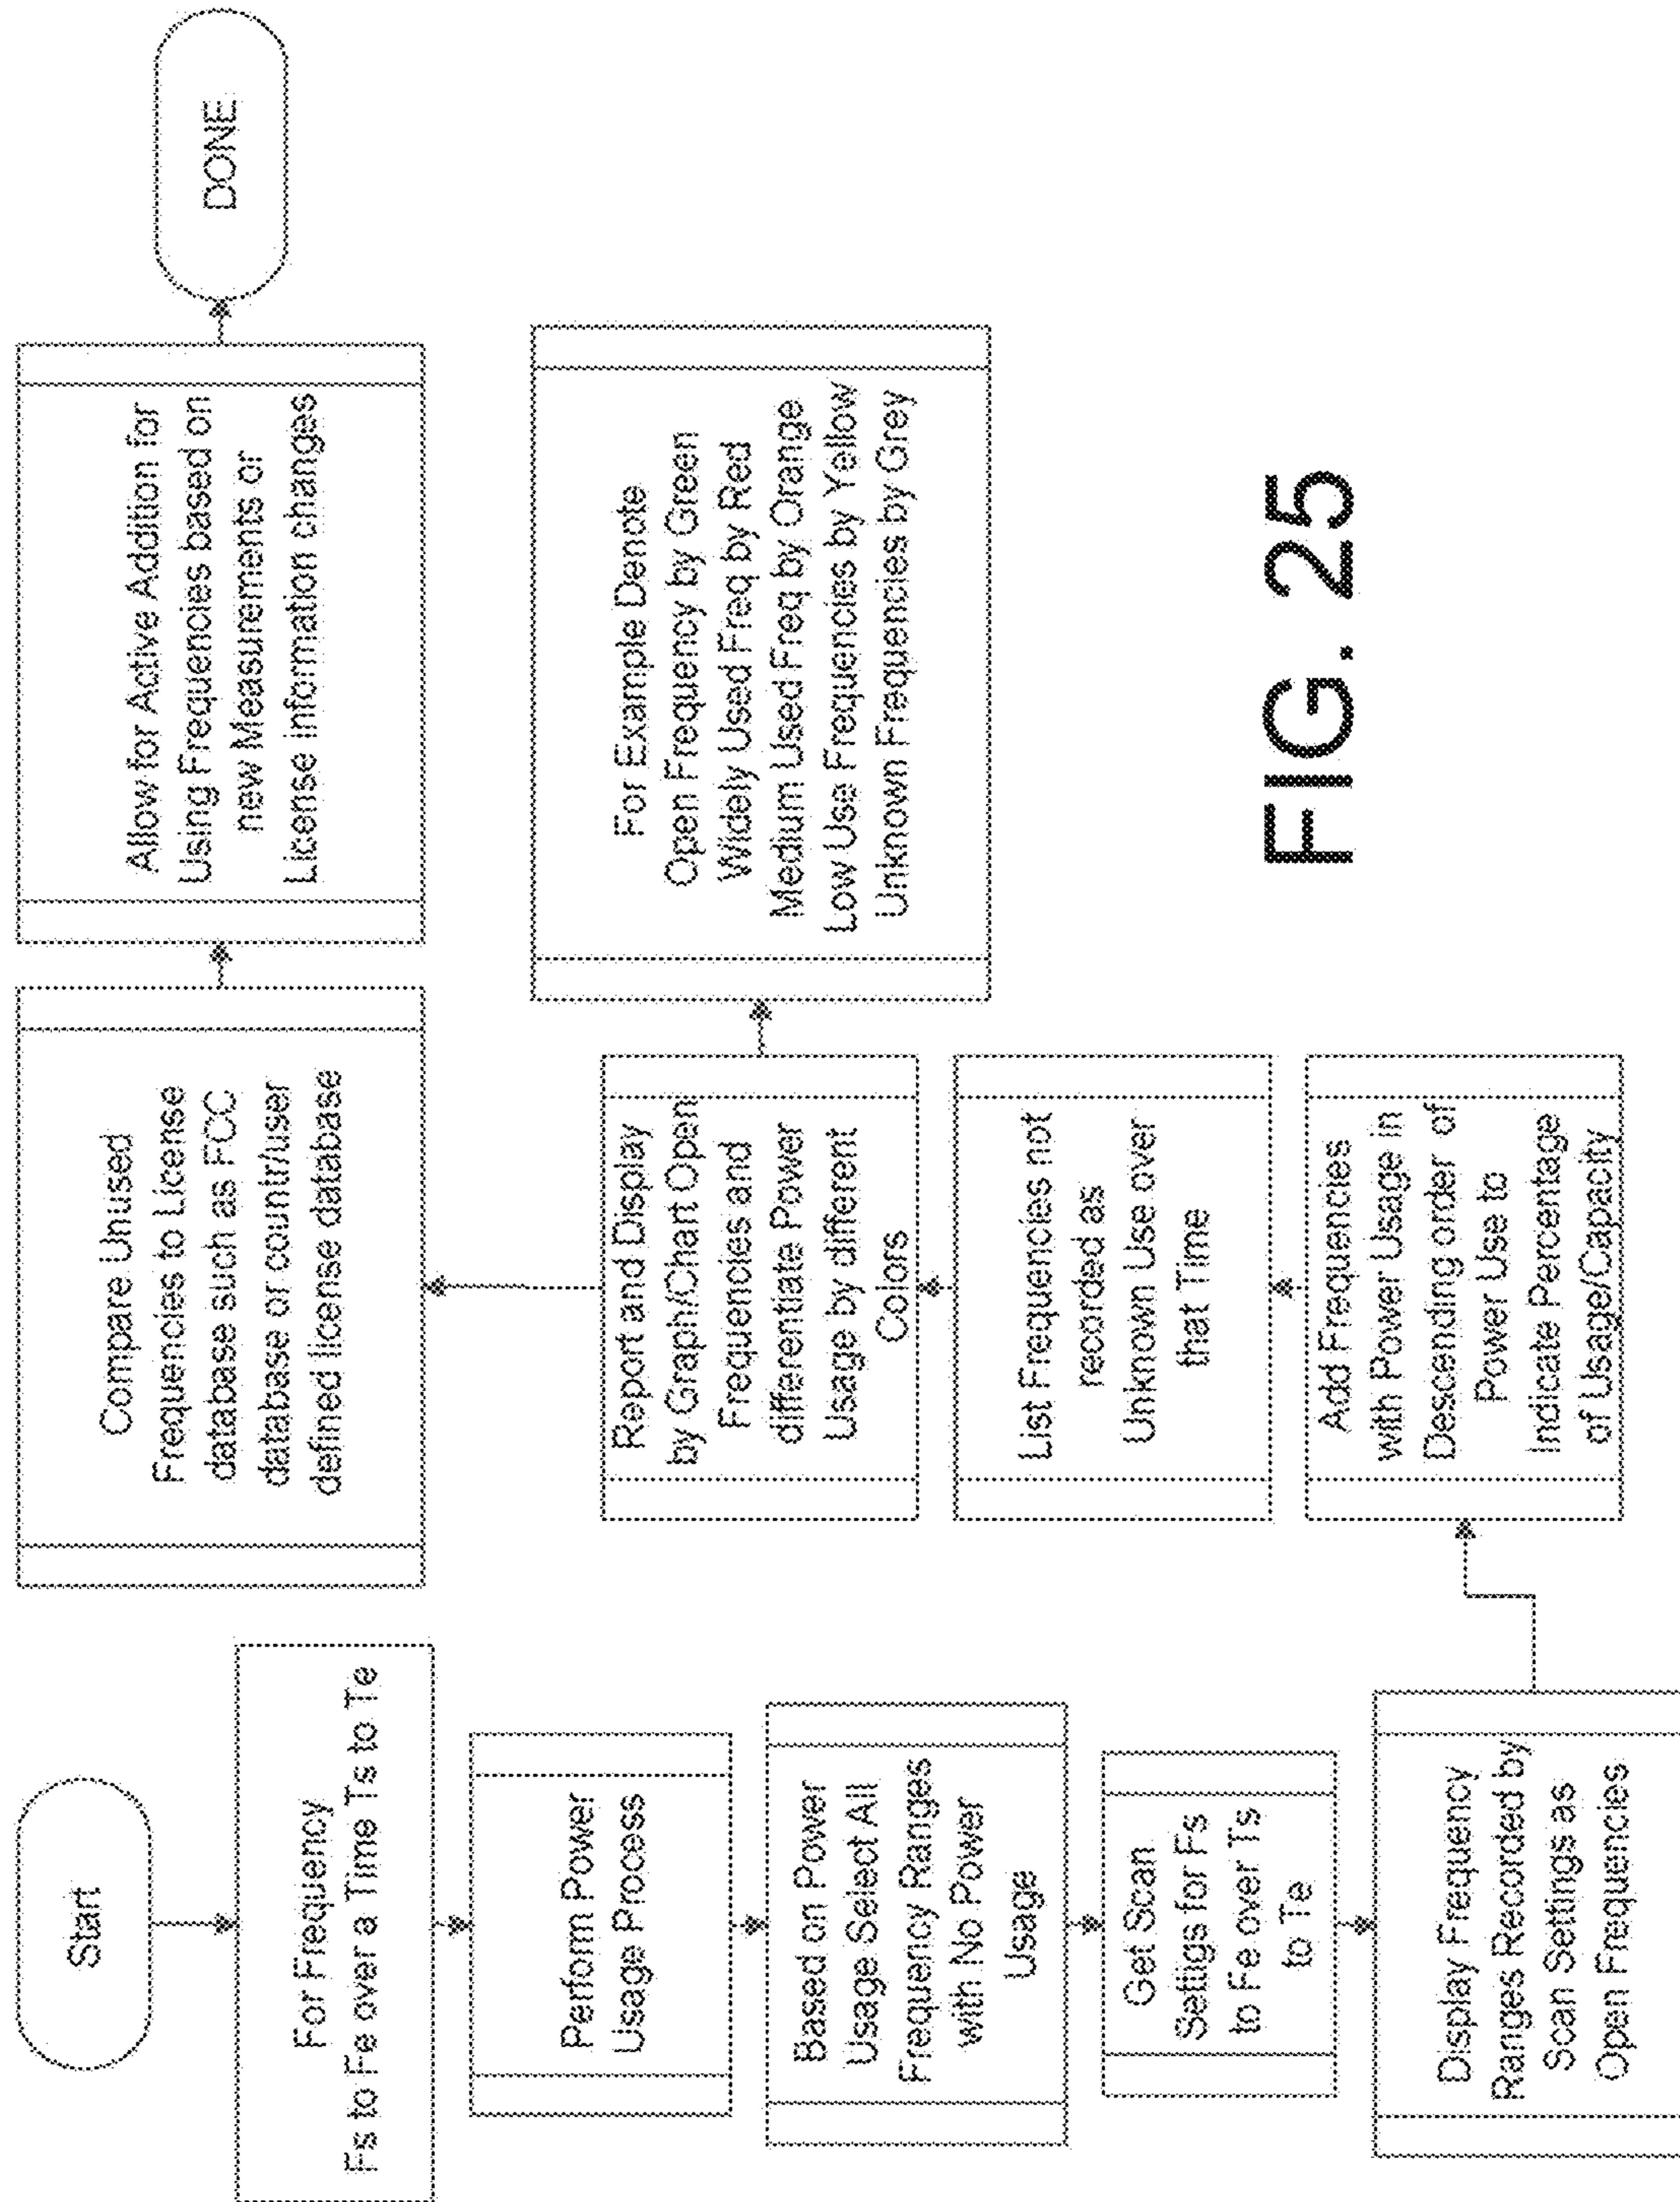 Start
For Frequency
Fs to Fe over a Time Ts to Te
Perform Power
Usage Process
Based on Power
Usage Select All
Frequency Ranges
with No Power
Usage
Get Scan
Settigs for Fs
to Fe over Ts
to Te
Display Frequency
Ranges Recorded by
Scan Settings as
Open Frequencies
Add Frequencies
with Power Usage in
Descending order of
Power Use to
Indicate Percentage
of Usage/Capacity
List Frequencies not
recorded as
Unknown Use over
that Time
Report and Display
by Graph/Chart Open
Frequencies and
differentiate Power
Usage by different
Colors
For Example Denote
Open Frequency by Green
Widely Used Freq by Red
Medium Used Freq by Orange
Low Use Frequencies by Yellow
Unknown Frequencies by Grey
Compare Unused
Frequencies to License
database such as FCC
database or countr/user
defined license database
Allow for Active Addition for
Using Frequencies based on
new Measurements or
License information changes
DONE
FIG. 25